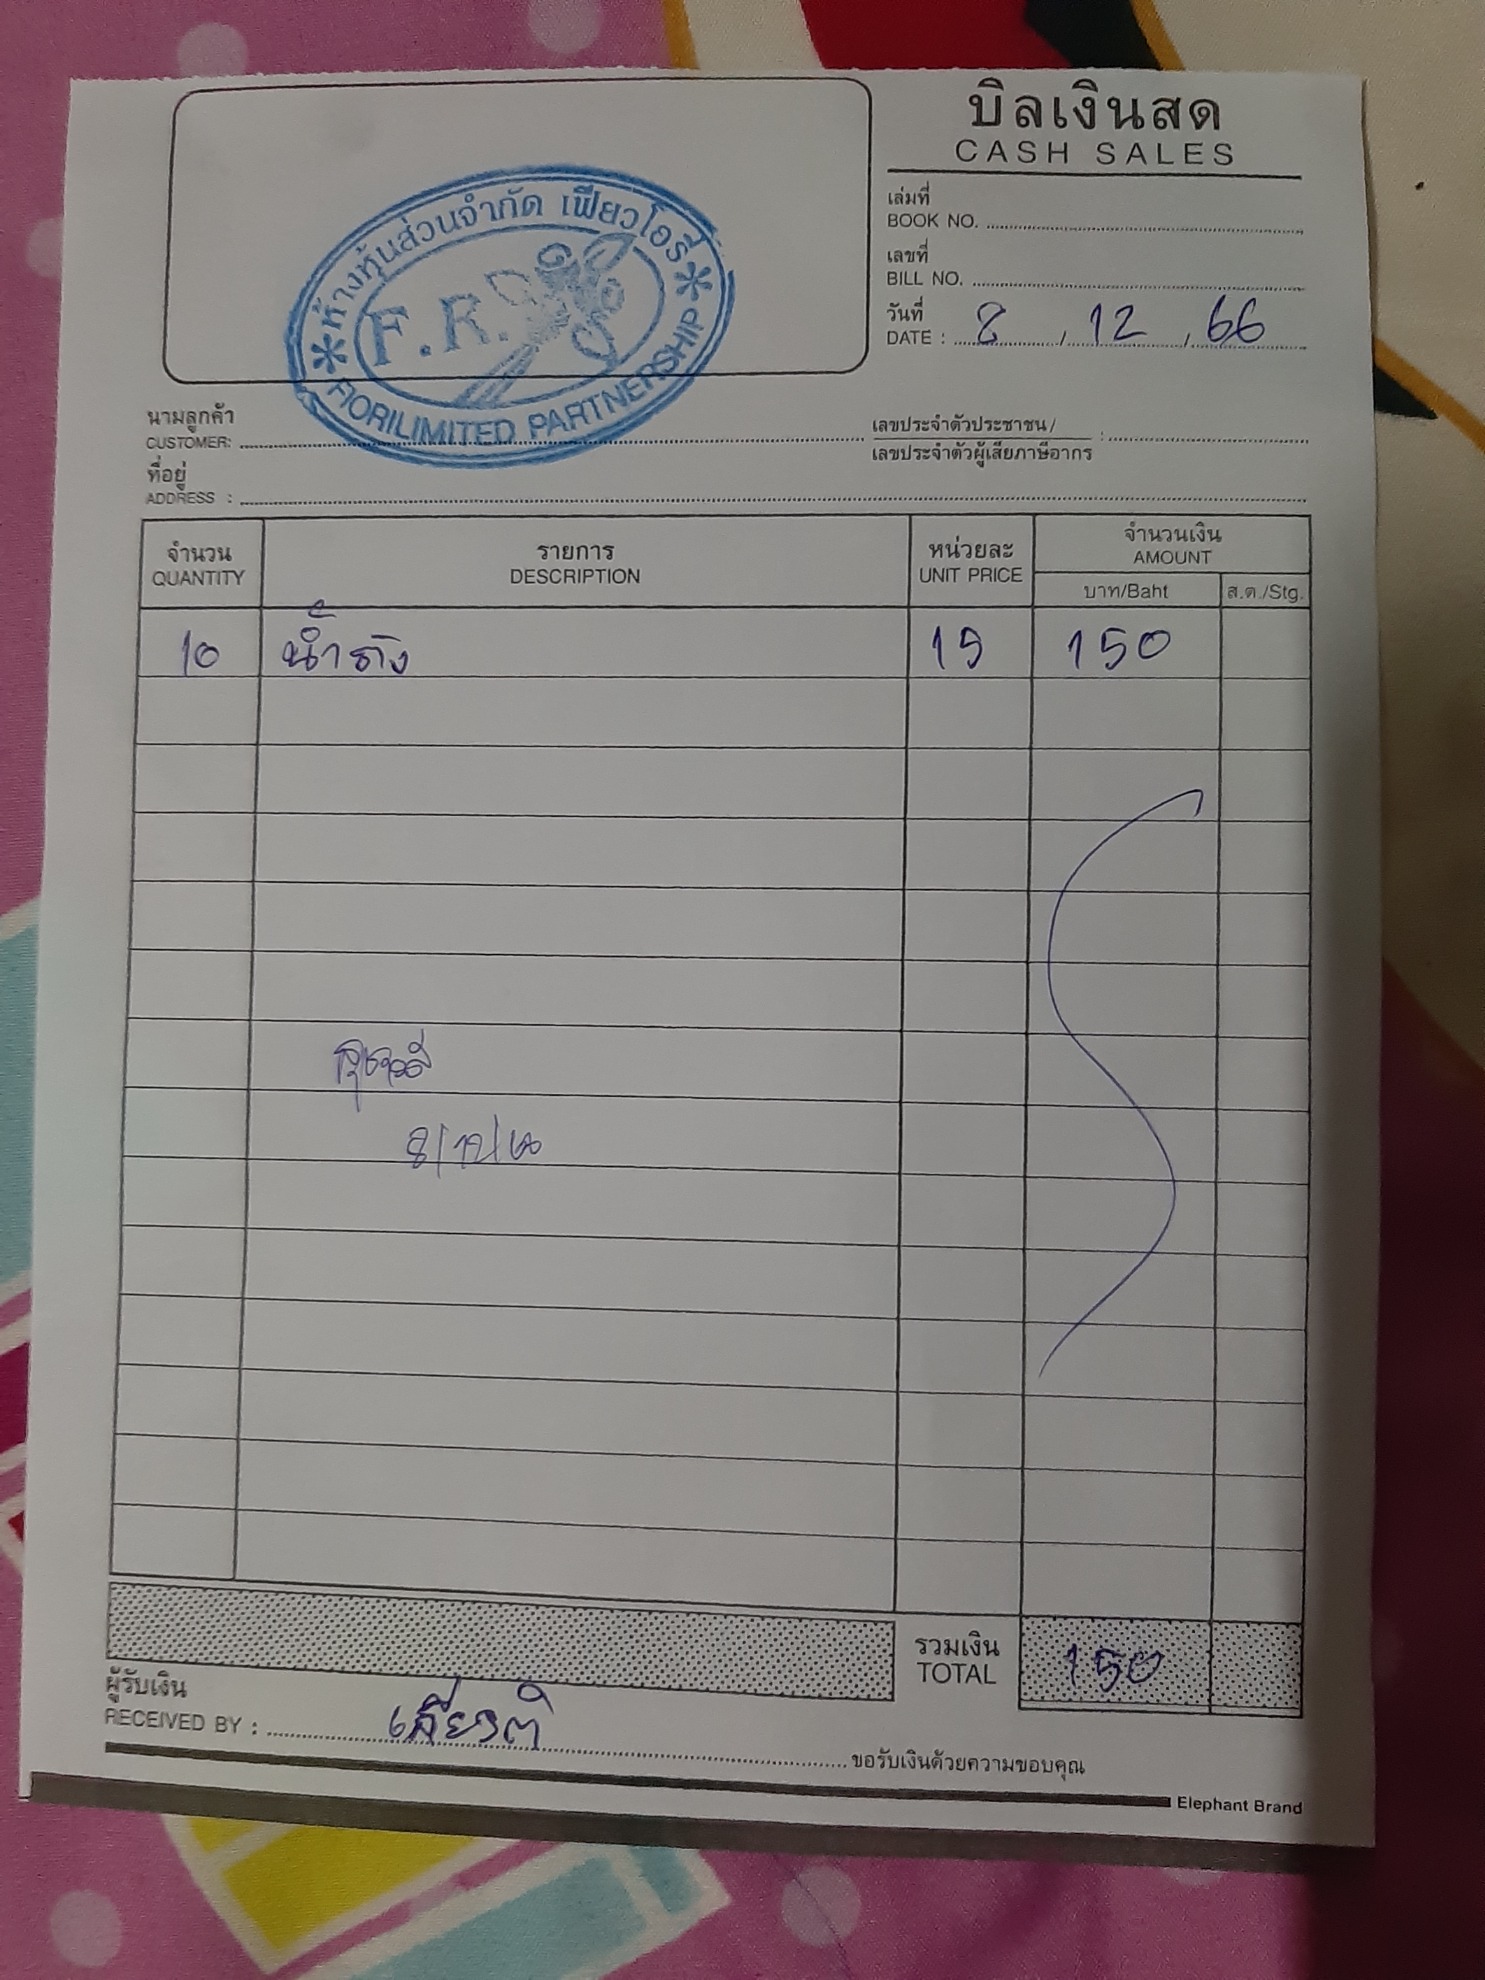 บิลเงินสด
CASH SALES
ห้างหุ้นส่วนจำกัด เฟียวโอรี
F.R.
FIORILIMITED PARTNERSHIP
เล่มที่
BOOK NO.
เลขที่
BILL NO.
วันที่
DATE : 8 / 12 / 66
นามลูกค้า
CUSTOMER:
เลขประจำตัวประชาชน/
เลขประจำตัวผู้เสียภาษีอากร :
ที่อยู่
ADDRESS :
จำนวน รายการ หน่วยละ จำนวนเงิน
QUANTITY DESCRIPTION UNIT PRICE AMOUNT
บาท/Baht ส.ต./Stg.
10 น้ำถัง 15 150
8/12/66
รวมเงิน
TOTAL 150
ผู้รับเงิน
RECEIVED BY :
ขอรับเงินด้วยความขอบคุณ
Elephant Brand